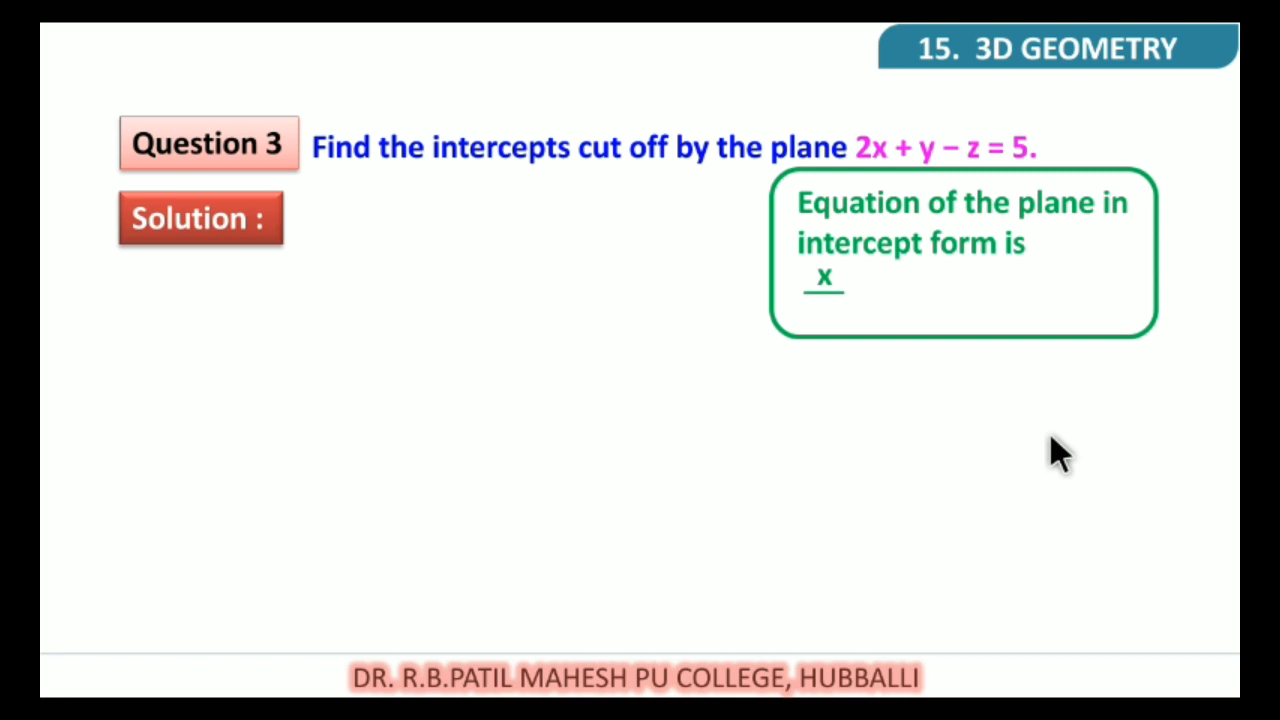 15. 3D GEOMETRY
Question 3 Find the intercepts cut off by the plane 2x + y − z = 5.
Solution :
Equation of the plane in
intercept form is
x
DR. R.B.PATIL MAHESH PU COLLEGE, HUBBALLI